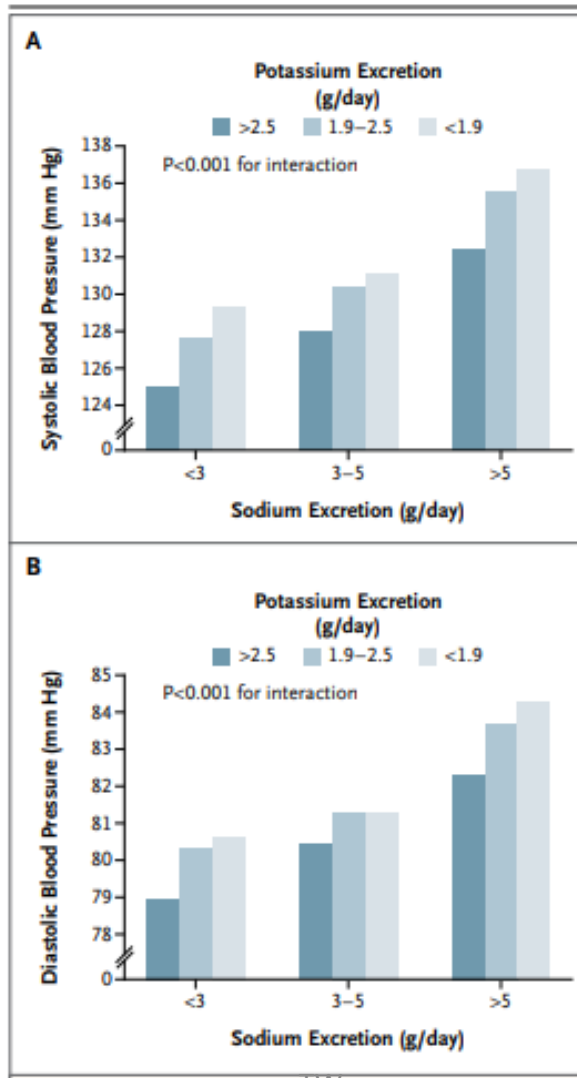 A
Potassium Excretion
(g/day)
>2.5 1.9–2.5 <1.9
P<0.001 for interaction
Systolic Blood Pressure (mm Hg)
138
136
134
132
130
128
126
124
0
<3 3–5 >5
Sodium Excretion (g/day)
B
Potassium Excretion
(g/day)
>2.5 1.9–2.5 <1.9
P<0.001 for interaction
Diastolic Blood Pressure (mm Hg)
85
84
83
82
81
80
79
78
0
<3 3–5 >5
Sodium Excretion (g/day)